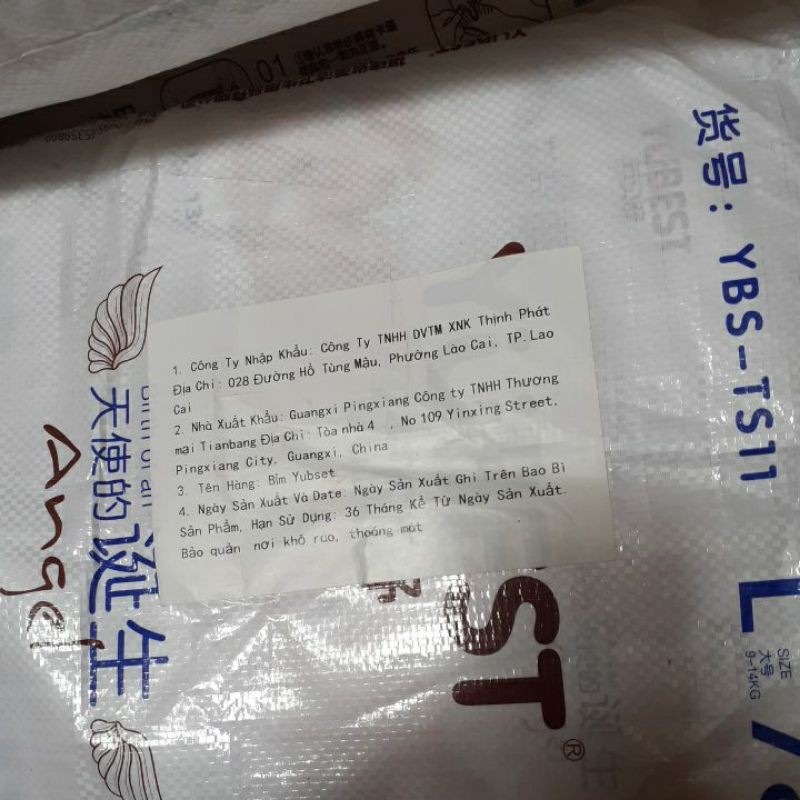 货号: YBS-TS11
1. Công Ty Nhập Khẩu: Công Ty TNHH DVTM XNK Thịnh Phát
Địa Chỉ: 028 Đường Hồ Tùng Mậu, Phường Lào Cai, TP.Lao
Cai
2. Nhà Xuất Khẩu: Guangxi Pingxiang Công ty TNHH Thương
mại Tianbang Địa Chỉ: Tòa nhà 4 , No 109 Yinxing Street,
Pingxiang City, Guangxi, China
3. Tên Hàng: Bỉm Yubset
4. Ngày Sản Xuất Và Date: Ngày Sản Xuất Ghi Trên Bao Bì
Sản Phẩm, Hạn Sử Dụng: 36 Tháng Kể Từ Ngày Sản Xuất.
Bảo quản nơi khô ráo, thoáng mát
天使的诞生
Angel
ST®
L
SIZE
大号
9-14KG
01